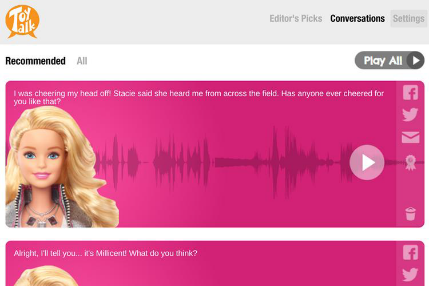 Toy Talk
Editor's Picks Conversations Settings
Recommended All
Play All
I was cheering my head off! Stacie said she heard me from across the field. Has anyone ever cheered for
you like that?
Alright, I'll tell you... it's Millicent! What do you think?